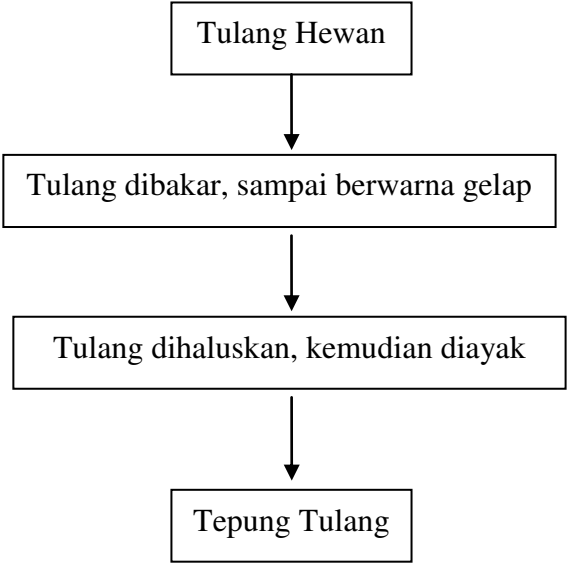 Tulang Hewan
Tulang dibakar, sampai berwarna gelap
Tulang dihaluskan, kemudian diayak
Tepung Tulang